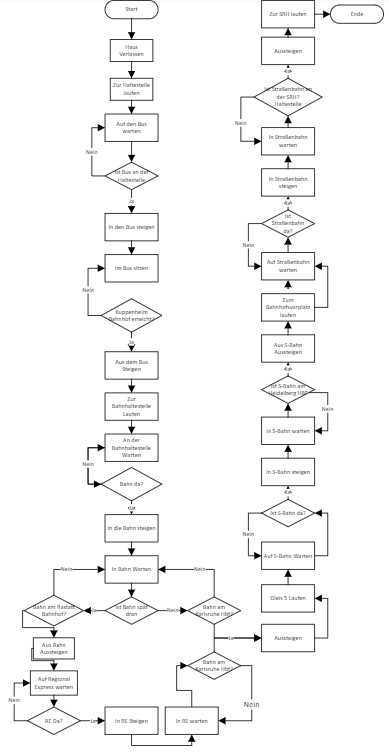 Start
Haus
Verlassen
Zur Haltestelle
laufen
Auf den Bus
warten
Nein
Ist Bus an der
Haltestelle
Ja
In den Bus steigen
Im Bus sitzen
Nein
Kuppenheim
Bahnhof erreicht?
Ja
Aus dem Bus
Steigen
Zur
Bahnhaltestelle
Laufen
An der
Bahnhaltestelle
Warten
Nein
Bahn da?
Ja
In die Bahn steigen
In Bahn Warten
Nein
Nein
Bahn am Rastatt
Bahnhof?
Ja
Ist Bahn spät
dran
Nein
Bahn am
Karlsruhe Hbf?
Aus Bahn
Aussteigen
Auf Regional
Express warten
Nein
RE Da?
Ja
In RE Steigen
In RE warten
Bahn am
Karlsruhe Hbf?
Nein
Ja
Aussteigen
Gleis 5 Laufen
Auf S-Bahn Warten
Nein
Ist S-Bahn da?
Ja
In S-Bahn steigen
In S-Bahn warten
Nein
Ist S-Bahn am
Heidelberg HBF
Ja
Aus S-Bahn
Aussteigen
Zum
Bahnhofsvorplatz
laufen
Auf Straßenbahn
warten
Nein
Ist
Straßenbahn
da?
Ja
In Straßenbahn
steigen
In Straßenbahn
warten
Nein
Ist Straßenbahn an
der SRH?
Haltestelle
Ja
Aussteigen
Zur SRH laufen
Ende